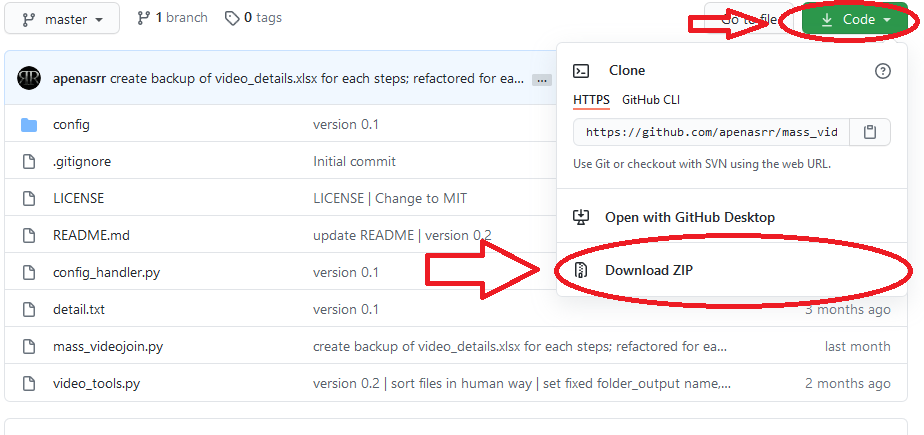 master 1 branch 0 tags Go to file Code
apenasrr create backup of video_details.xlsx for each steps; refactored for ea... ...
Clone
HTTPS GitHub CLI
https://github.com/apenasrr/mass_vid
Use Git or checkout with SVN using the web URL.
Open with GitHub Desktop
Download ZIP
config version 0.1
.gitignore Initial commit
LICENSE LICENSE | Change to MIT
README.md update README | version 0.2
config_handler.py version 0.1
detail.txt version 0.1 3 months ago
mass_videojoin.py create backup of video_details.xlsx for each steps; refactored for ea... last month
video_tools.py version 0.2 | sort files in human way | set fixed folder_output name,... 2 months ago